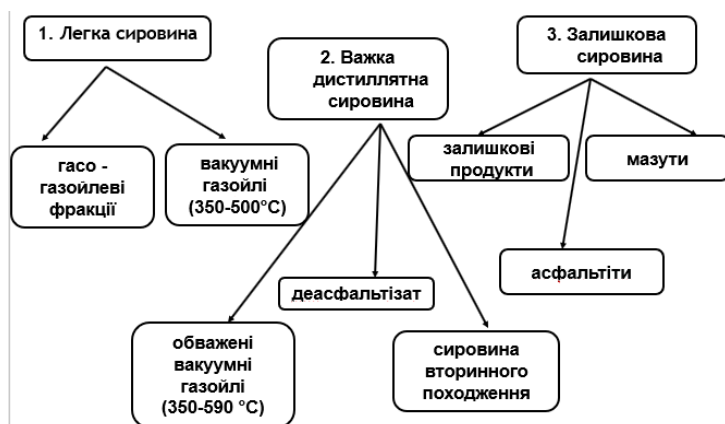 1. Легка сировина
2. Важка
дистиллятна
сировина
3. Залишкова
сировина
гасо -
газойлеві
фракції
вакуумні
газойлі
(350-500°С)
залишкові
продукти
мазути
асфальтіти
деасфальтізат
обважені
вакуумні
газойлі
(350-590 °С)
сировина
вторинного
походження